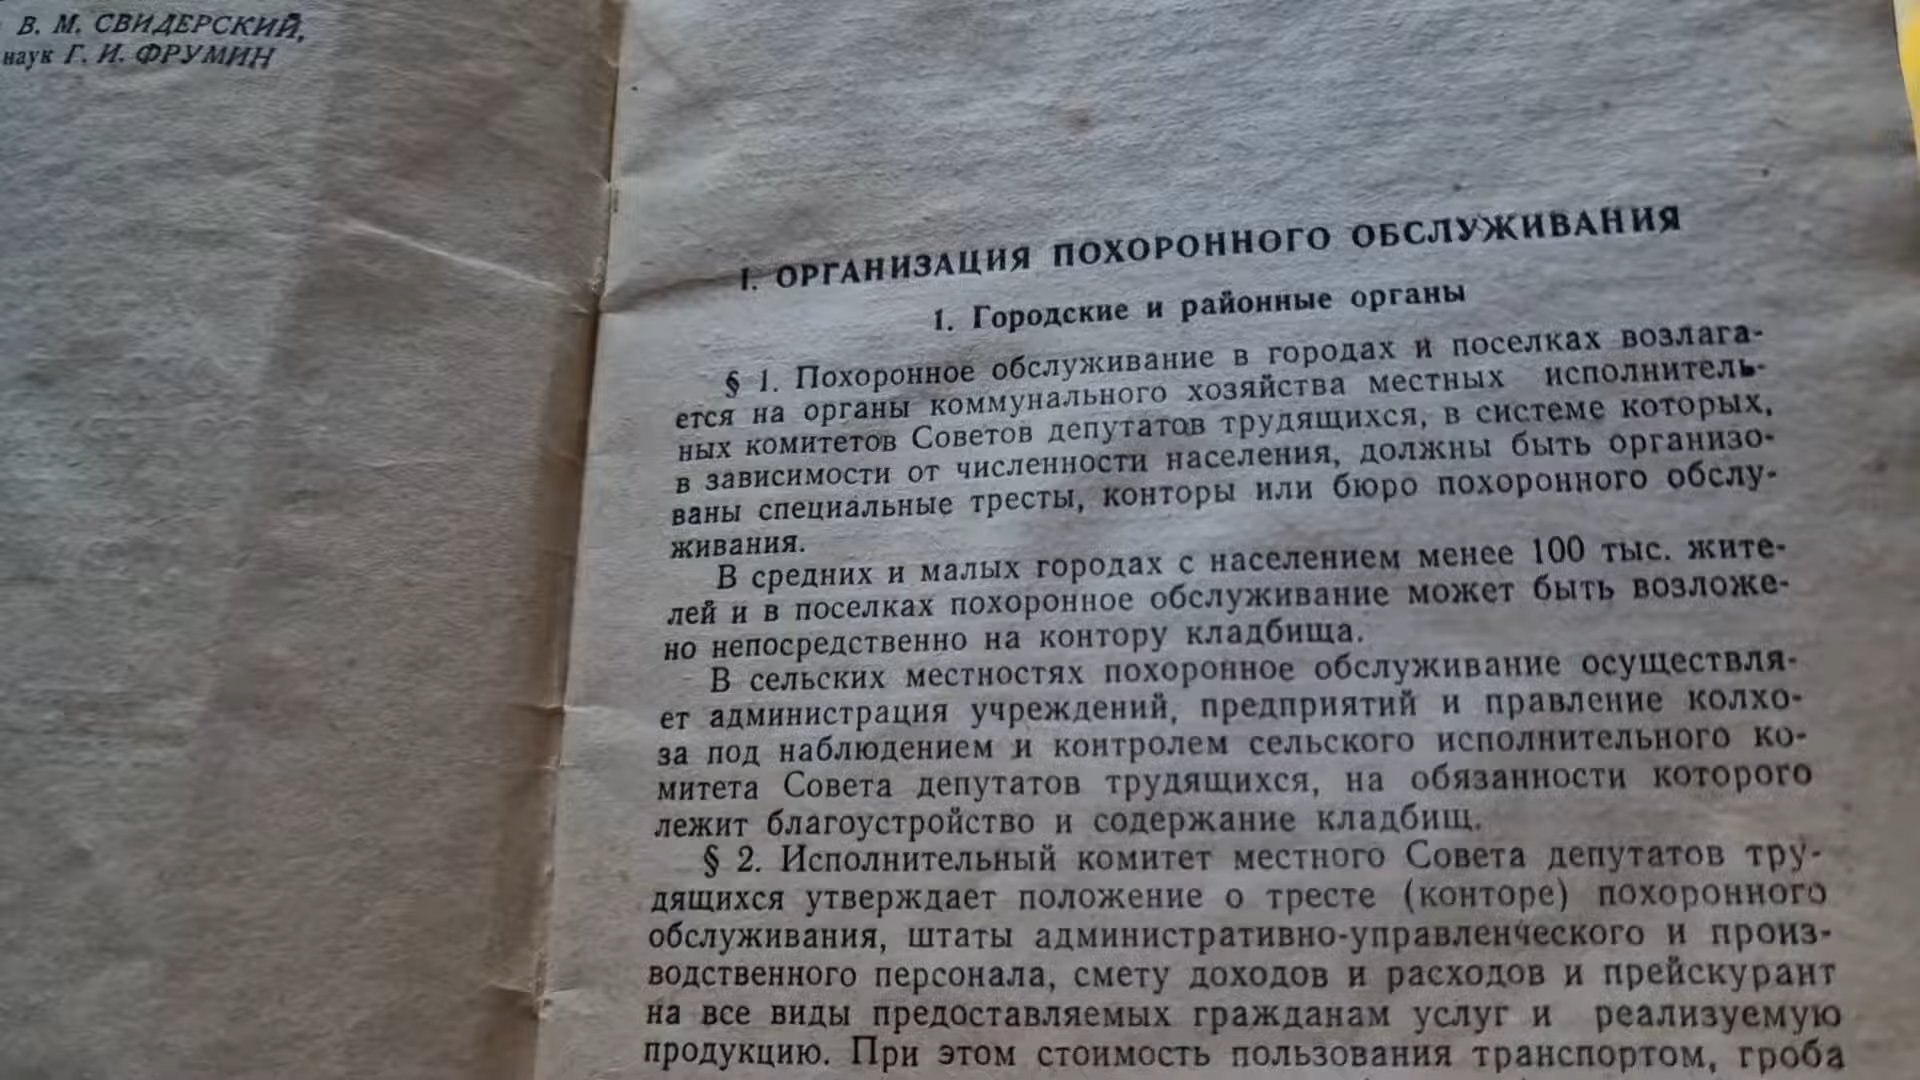 В. М. СВИДЕРСКИЙ,
наук Г. И. ФРУМИН
I. ОРГАНИЗАЦИЯ ПОХОРОННОГО ОБСЛУЖИВАНИЯ
1. Городские и районные органы
§ 1. Похоронное обслуживание в городах и поселках возлага-
ется на органы коммунального хозяйства местных исполнитель-
ных комитетов Советов депутатов трудящихся, в системе которых,
в зависимости от численности населения, должны быть организо-
ваны специальные тресты, конторы или бюро похоронного обслу-
живания.
В средних и малых городах с населением менее 100 тыс. жите-
лей и в поселках похоронное обслуживание может быть возложе-
но непосредственно на контору кладбища.
В сельских местностях похоронное обслуживание осуществля-
ет администрация учреждений, предприятий и правление колхо-
за под наблюдением и контролем сельского исполнительного ко-
митета Совета депутатов трудящихся, на обязанности которого
лежит благоустройство и содержание кладбищ.
§ 2. Исполнительный комитет местного Совета депутатов тру-
дящихся утверждает положение о тресте (конторе) похоронного
обслуживания, штаты административно-управленческого и произ-
водственного персонала, смету доходов и расходов и прейскурант
на все виды предоставляемых гражданам услуг и реализуемую
продукцию. При этом стоимость пользования транспортом, гроба